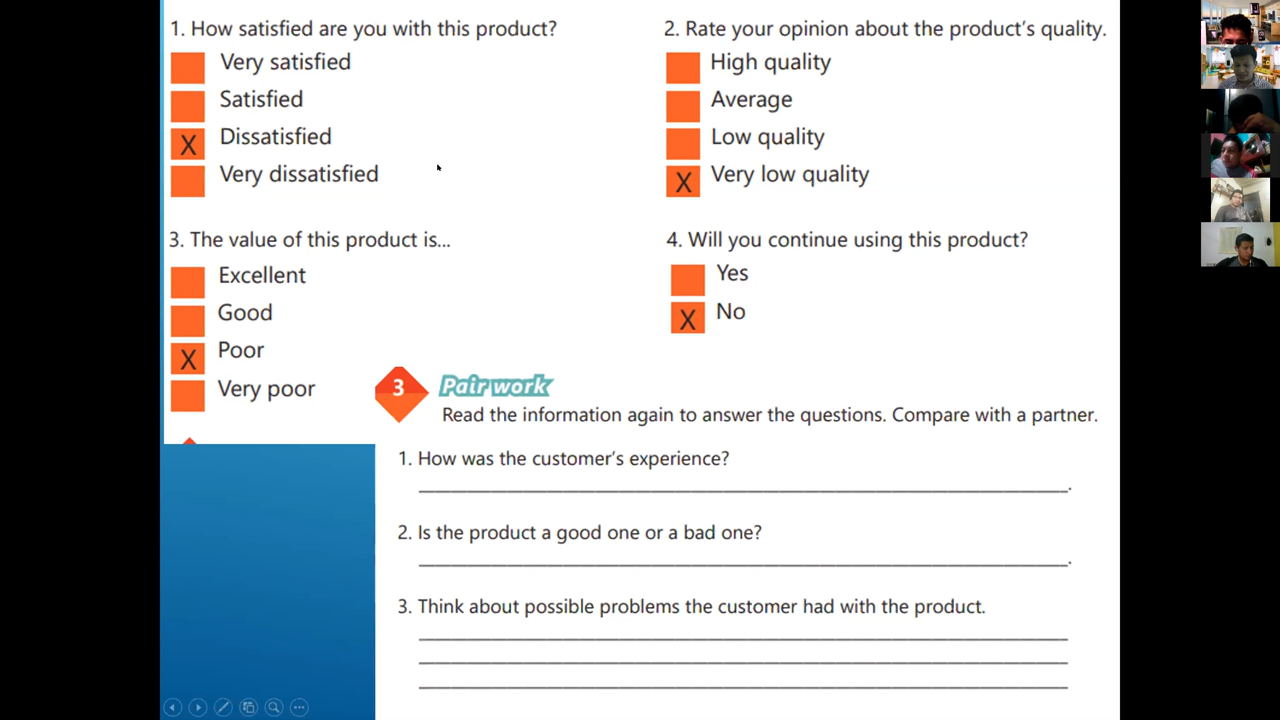 1. How satisfied are you with this product?
Very satisfied
Satisfied
X Dissatisfied
Very dissatisfied
2. Rate your opinion about the product's quality.
High quality
Average
Low quality
X Very low quality
3. The value of this product is...
Excellent
Good
X Poor
Very poor
4. Will you continue using this product?
Yes
X No
3 Pair work
Read the information again to answer the questions. Compare with a partner.
1. How was the customer's experience?
2. Is the product a good one or a bad one?
3. Think about possible problems the customer had with the product.